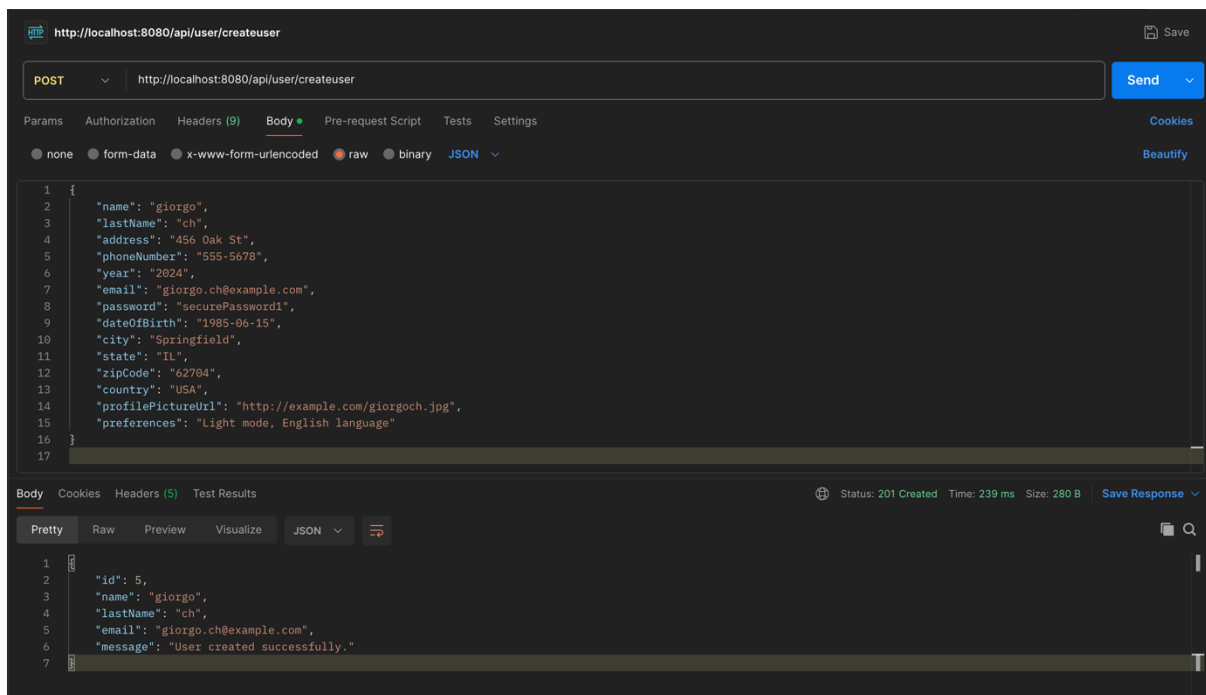 HTTP http://localhost:8080/api/user/createuser Save
POST http://localhost:8080/api/user/createuser Send
Params Authorization Headers (9) Body Pre-request Script Tests Settings Cookies
none form-data x-www-form-urlencoded raw binary JSON Beautify
1 {
2 "name": "giorgo",
3 "lastName": "ch",
4 "address": "456 Oak St",
5 "phoneNumber": "555-5678",
6 "year": "2024",
7 "email": "giorgo.ch@example.com",
8 "password": "securePassword1",
9 "dateOfBirth": "1985-06-15",
10 "city": "Springfield",
11 "state": "IL",
12 "zipCode": "62704",
13 "country": "USA",
14 "profilePictureUrl": "http://example.com/giorgoch.jpg",
15 "preferences": "Light mode, English language"
16 }
17
Body Cookies Headers (5) Test Results Status: 201 Created Time: 239 ms Size: 280 B Save Response
Pretty Raw Preview Visualize JSON
1 {
2 "id": 5,
3 "name": "giorgo",
4 "lastName": "ch",
5 "email": "giorgo.ch@example.com",
6 "message": "User created successfully."
7 }